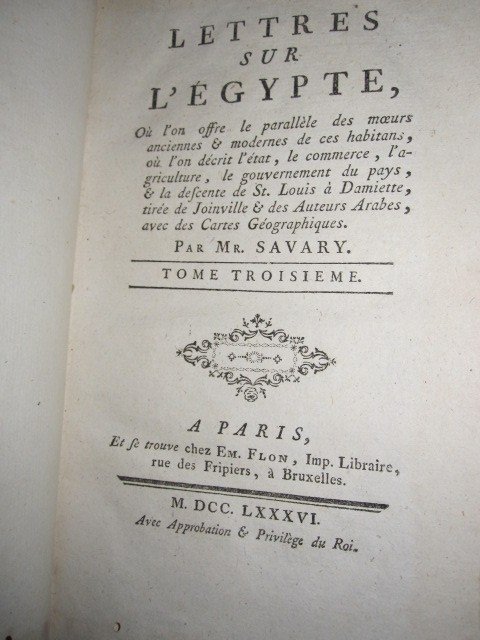 LETTRES
SUR
L'ÉGYPTE,
Où l'on offre le parallèle des mœurs
anciennes & modernes de ces habitans,
où l'on décrit l'état, le commerce, l'a-
griculture, le gouvernement du pays,
& la descente de St. Louis à Damiette,
tirée de Joinville & des Auteurs Arabes,
avec des Cartes Géographiques.
PAR MR. SAVARY.
TOME TROISIEME.
A PARIS,
Et se trouve chez EM. FLON, Imp. Libraire,
rue des Fripiers, à Bruxelles.
M. DCC. LXXXVI.
Avec Approbation & Privilège du Roi.